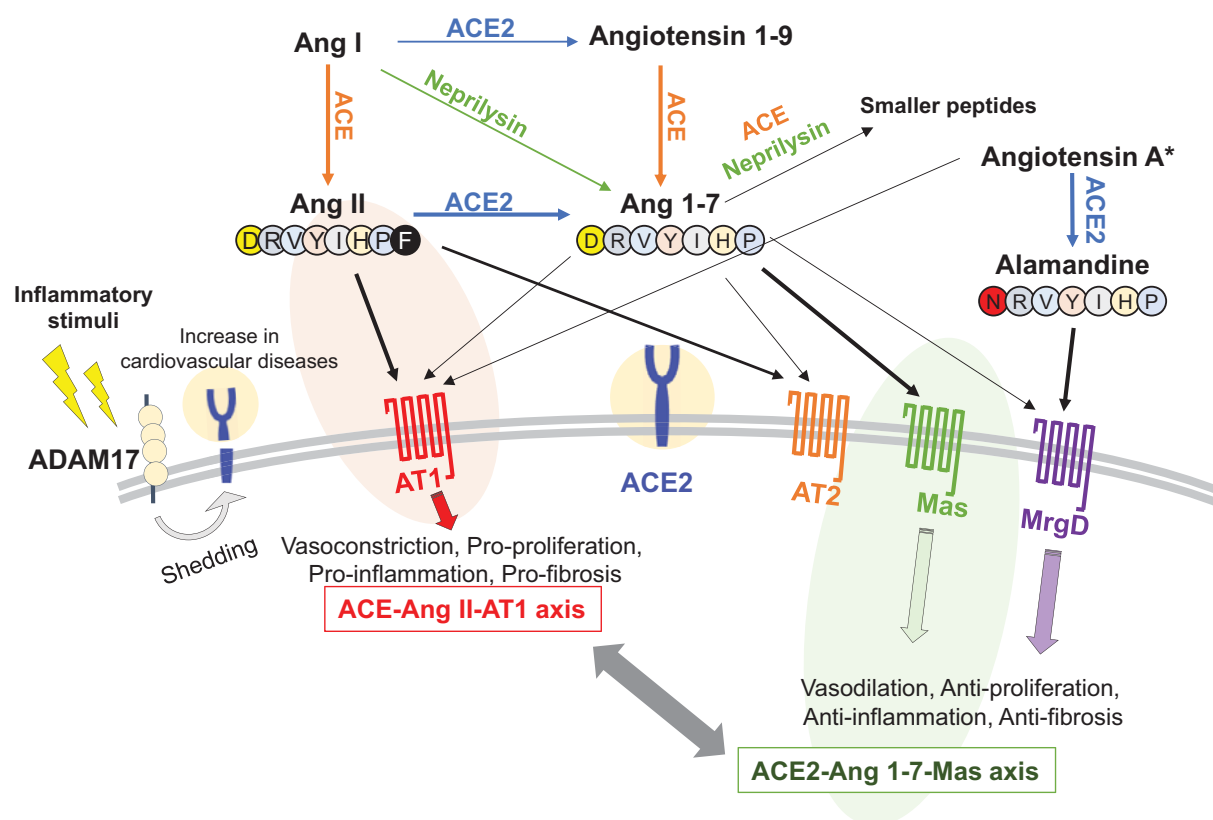 Ang I
ACE2
Angiotensin 1-9
ACE
Neprilysin
ACE
ACE
Neprilysin
Smaller peptides
Angiotensin A*
ACE2
Ang II
ACE2
Ang 1-7
DRVYIHPF
DRVYIHP
Alamandine
NRVYIHP
Inflammatory
stimuli
Increase in
cardiovascular diseases
ADAM17
AT1
ACE2
AT2
Mas
MrgD
Shedding
Vasoconstriction, Pro-proliferation,
Pro-inflammation, Pro-fibrosis
ACE-Ang II-AT1 axis
Vasodilation, Anti-proliferation,
Anti-inflammation, Anti-fibrosis
ACE2-Ang 1-7-Mas axis